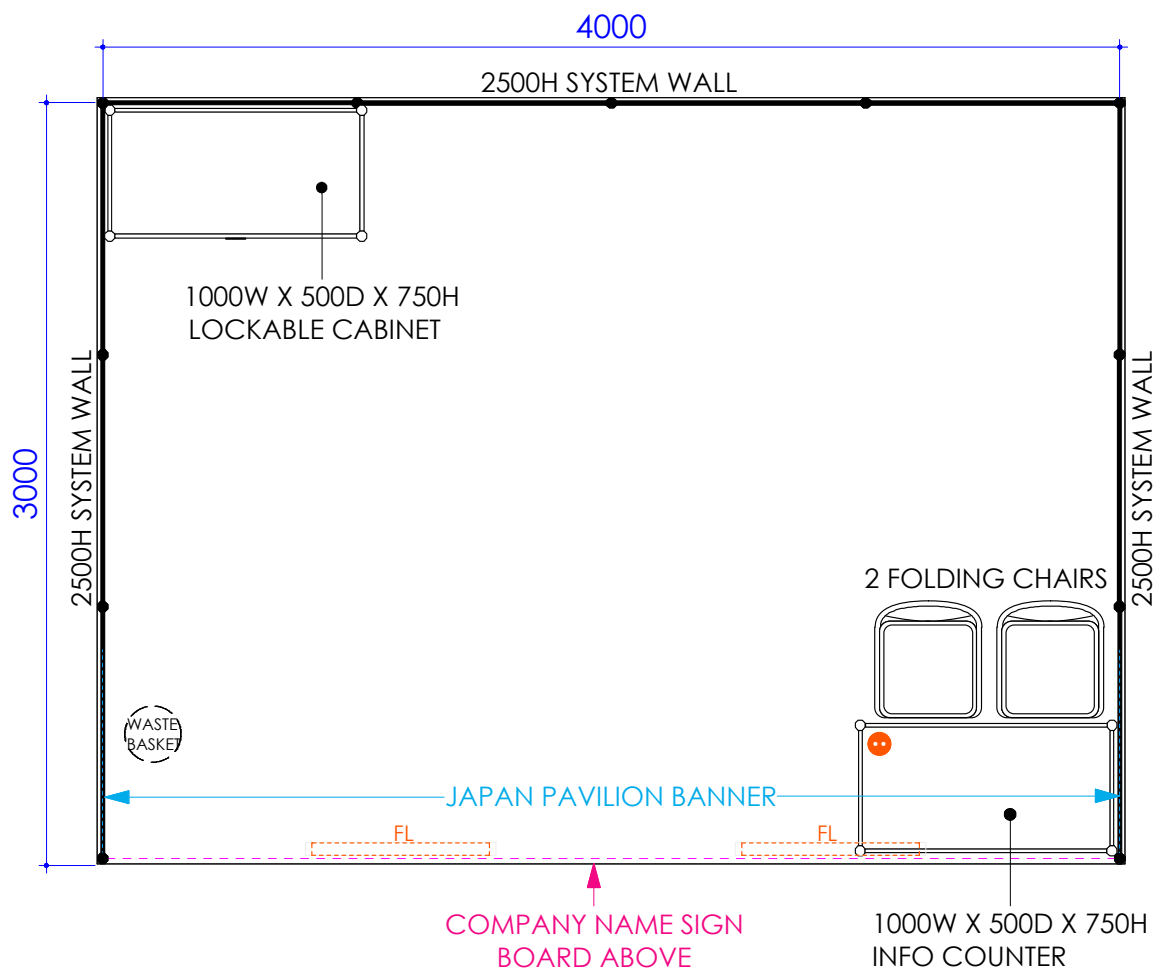 4000
2500H SYSTEM WALL
1000W X 500D X 750H
LOCKABLE CABINET
2500H SYSTEM WALL
3000
2500H SYSTEM WALL
2 FOLDING CHAIRS
WASTE
BASKET
JAPAN PAVILION BANNER
FL
FL
COMPANY NAME SIGN
BOARD ABOVE
1000W X 500D X 750H
INFO COUNTER